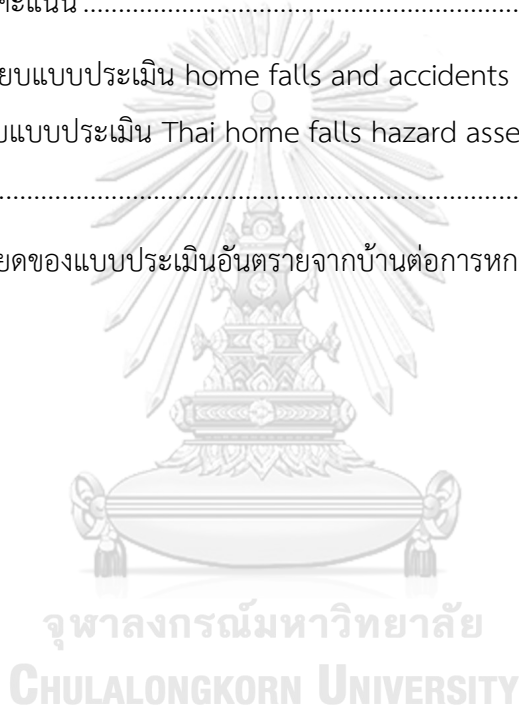 คะแนน ........................................................................
ยบแบบประเมิน home falls and accidents
บแบบประเมิน Thai home falls hazard asse
........................................................................
ยดของแบบประเมินอันตรายจากบ้านต่อการหก
จุฬาลงกรณ์มหาวิทยาลัย
CHULALONGKORN UNIVERSITY